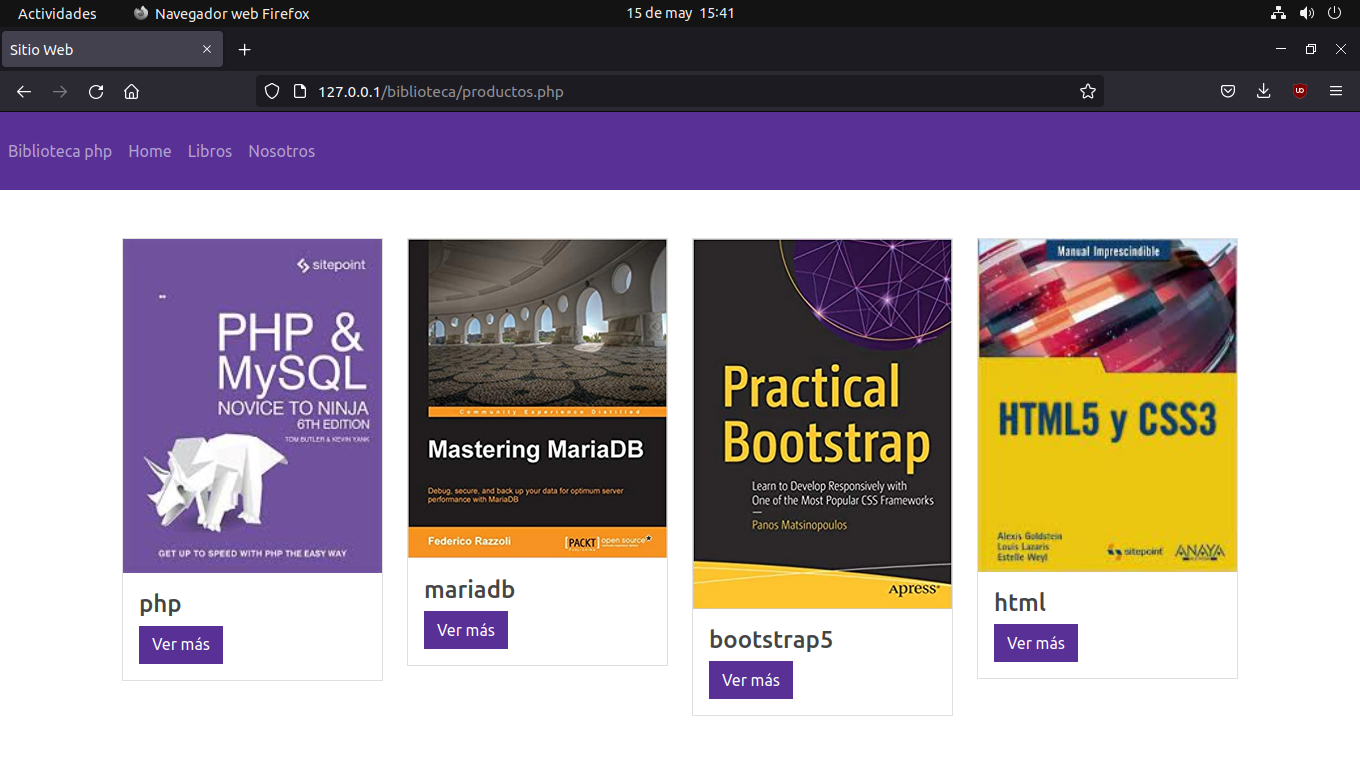 Actividades
Navegador web Firefox
15 de may 15:41
Sitio Web
127.0.0.1/biblioteca/productos.php
Biblioteca php
Home
Libros
Nosotros
sitepoint
PHP &
MySQL
NOVICE TO NINJA
6TH EDITION
TOM BUTLER & KEVIN YANK
GET UP TO SPEED WITH PHP THE EASY WAY
php
Ver más
Community Experience Distilled
Mastering MariaDB
Debug, secure, and back up your data for optimum server
performance with MariaDB
Federico Razzoli
[PACKT] open source*
mariadb
Ver más
Practical
Bootstrap
Learn to Develop Responsively with
One of the Most Popular CSS Frameworks
—
Panos Matsinopoulos
Apress®
bootstrap5
Ver más
Manual Imprescindible
HTML5 y CSS3
Alexis Goldstein
Louis Lazaris
Estelle Weyl
sitepoint
ANAYA
html
Ver más